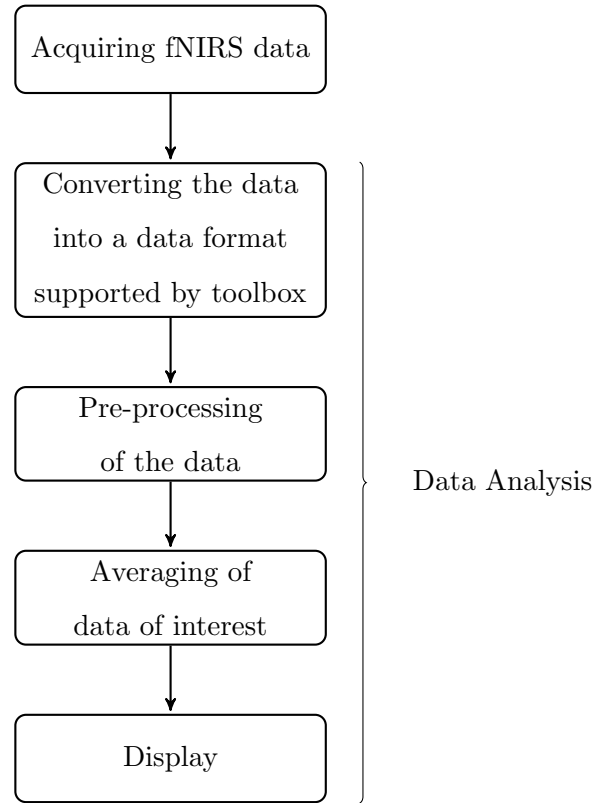 Acquiring fNIRS data
Converting the data
into a data format
supported by toolbox
Pre-processing
of the data
Data Analysis
Averaging of
data of interest
Display